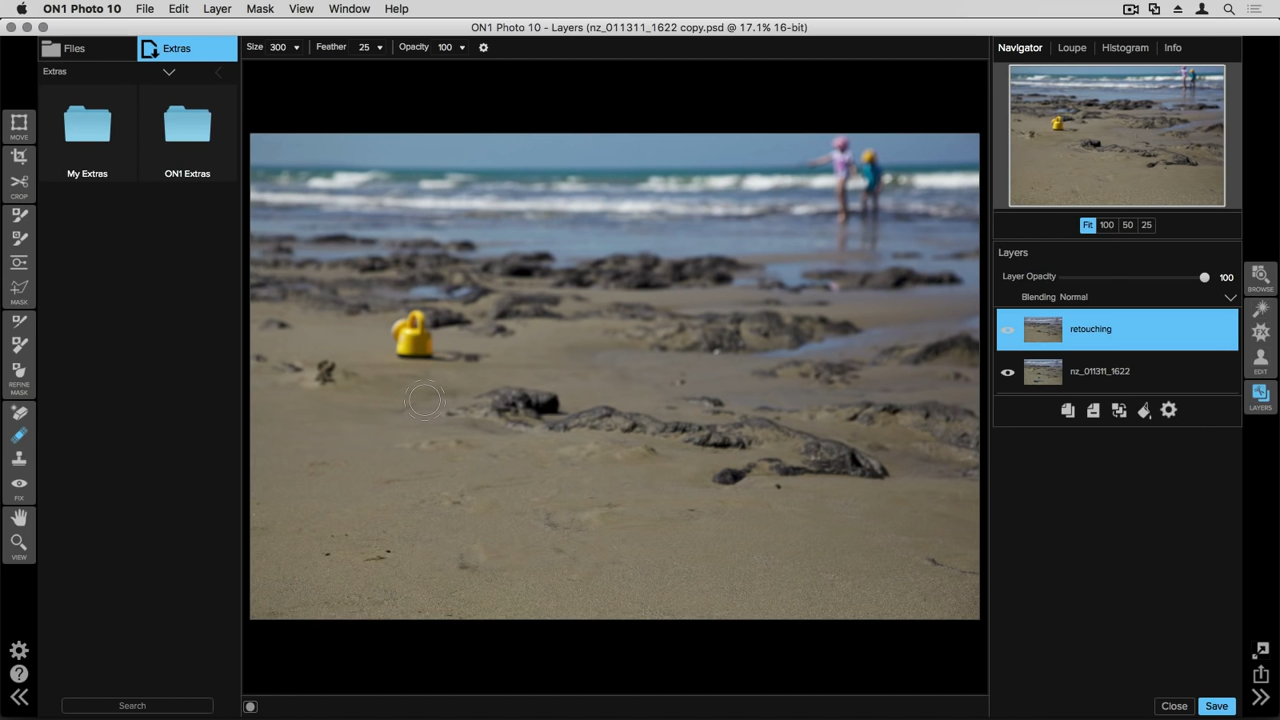 ON1 Photo 10 File Edit Layer Mask View Window Help
ON1 Photo 10 - Layers (nz_011311_1622 copy.psd @ 17.1% 16-bit)
Files Extras
Size 300 Feather 25 Opacity 100
Navigator Loupe Histogram Info
Extras
My Extras ON1 Extras
MOVE
CROP
MASK
REFINE
MASK
FIX
VIEW
Fit 100 50 25
Layers
Layer Opacity 100
Blending Normal
retouching
nz_011311_1622
BROWSE
FX
EDIT
LAYERS
Search
Close Save